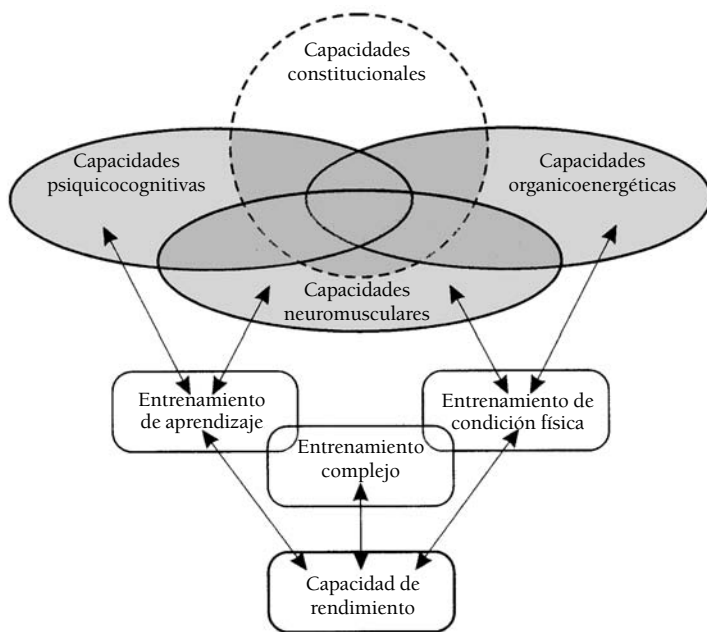 Capacidades
constitucionales
Capacidades
psiquicocognitivas
Capacidades
organicoenergéticas
Capacidades
neuromusculares
Entrenamiento
de aprendizaje
Entrenamiento de
condición física
Entrenamiento
complejo
Capacidad de
rendimiento